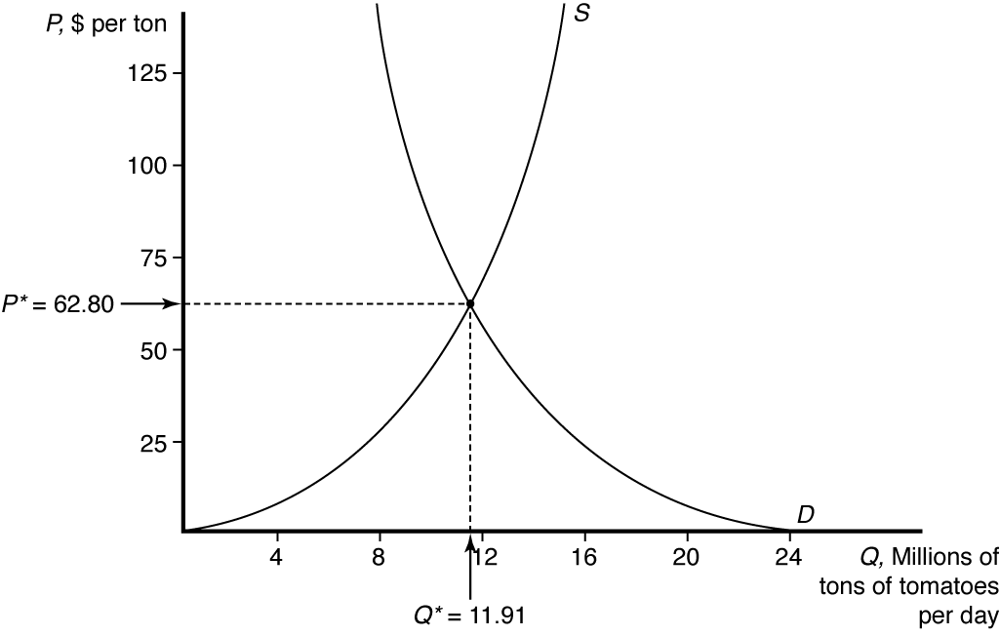 P, $ per ton
S
125
100
75
P* = 62.80
50
25
D
4 8 12 16 20 24
Q, Millions of
tons of tomatoes
per day
Q* = 11.91